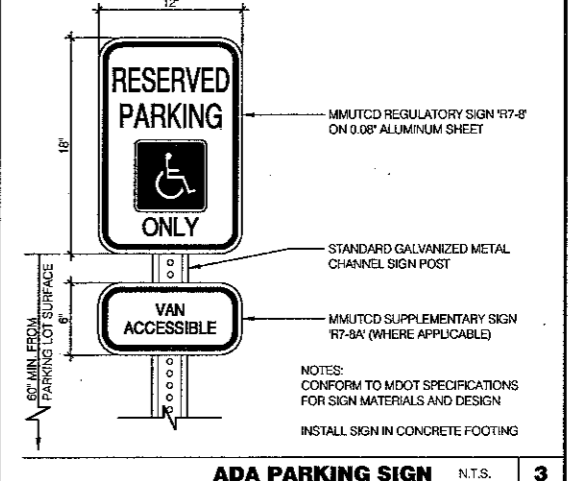 12"
RESERVED
PARKING
ONLY
18"
MMUTCD REGULATORY SIGN 'R7-8'
ON 0.08" ALUMINUM SHEET
STANDARD GALVANIZED METAL
CHANNEL SIGN POST
VAN
ACCESSIBLE
6"
60" MIN. FROM
PARKING LOT SURFACE
MMUTCD SUPPLEMENTARY SIGN
'R7-8A' (WHERE APPLICABLE)
NOTES:
CONFORM TO MDOT SPECIFICATIONS
FOR SIGN MATERIALS AND DESIGN
INSTALL SIGN IN CONCRETE FOOTING
ADA PARKING SIGN N.T.S. 3